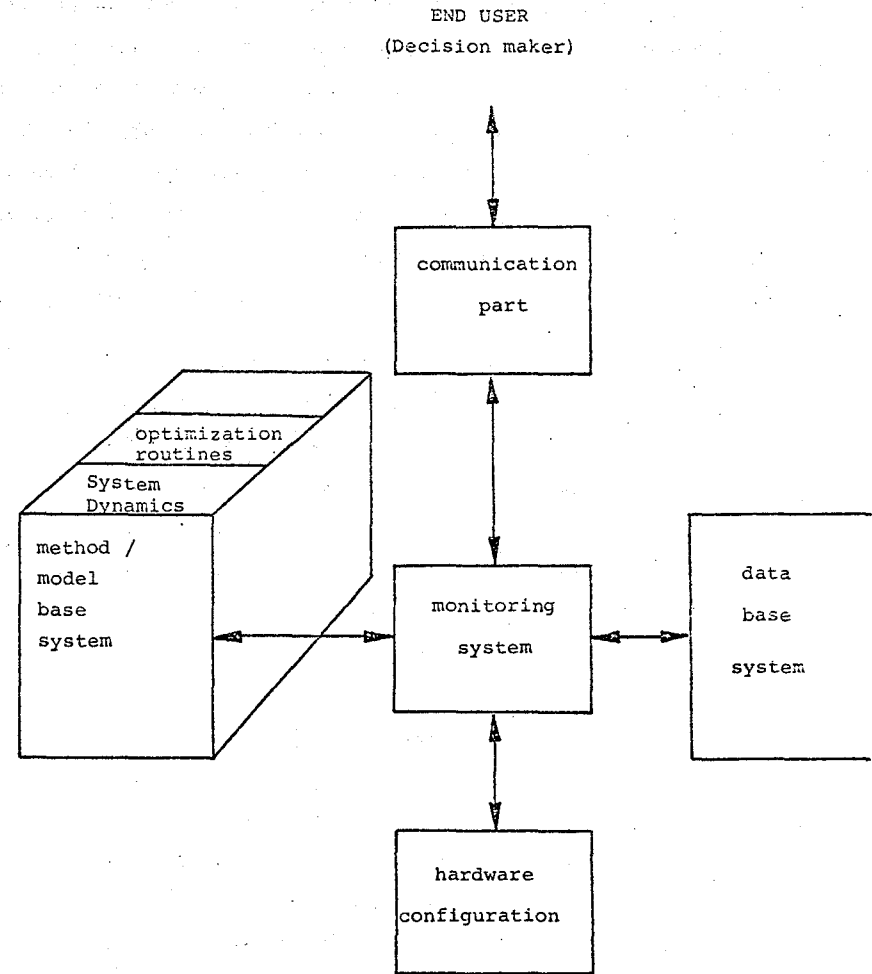 END USER
(Decision maker)
communication
part
optimization
routines
System
Dynamics
method /
model
base
system
monitoring
system
data
base
system
hardware
configuration